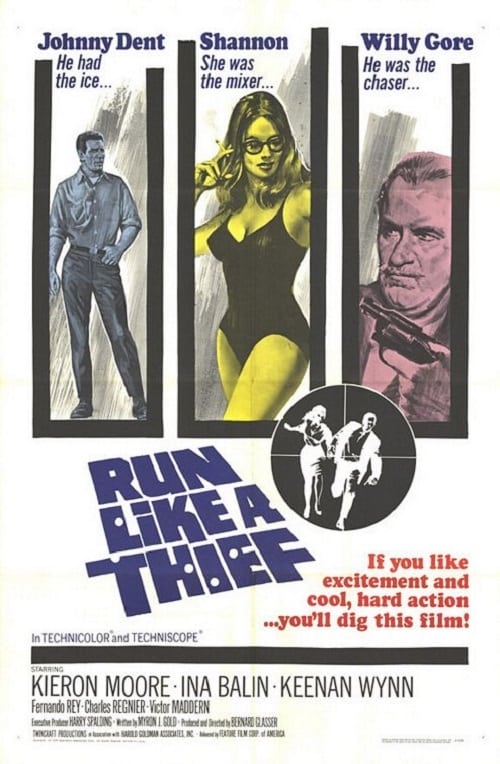 Johnny Dent
He had
the ice...
Shannon
She was
the mixer...
Willy Gore
He was the
chaser...
RUN
LIKE A
THIEF
If you like
excitement and
cool, hard action
...you'll dig this film!
In TECHNICOLOR® and TECHNISCOPE®
STARRING
KIERON MOORE · INA BALIN · KEENAN WYNN
Fernando REY · Charles REGNIER · Victor MADDERN
Executive Producer HARRY SPALDING · Written by MYRON J. GOLD · Produced and Directed by BERNARD GLASSER
TWINCRAFT PRODUCTIONS in Association with HAROLD GOLDMAN ASSOCIATES, INC. · Released by FEATURE FILM CORP. of AMERICA